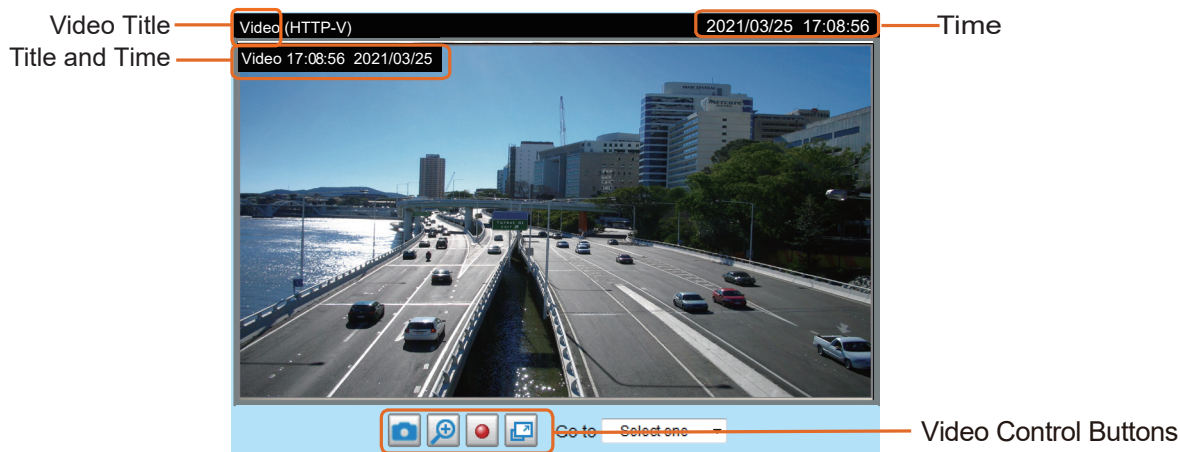 Video Title
Video (HTTP-V)
2021/03/25 17:08:56
Time
Title and Time
Video 17:08:56 2021/03/25
Go to
Select one
Video Control Buttons